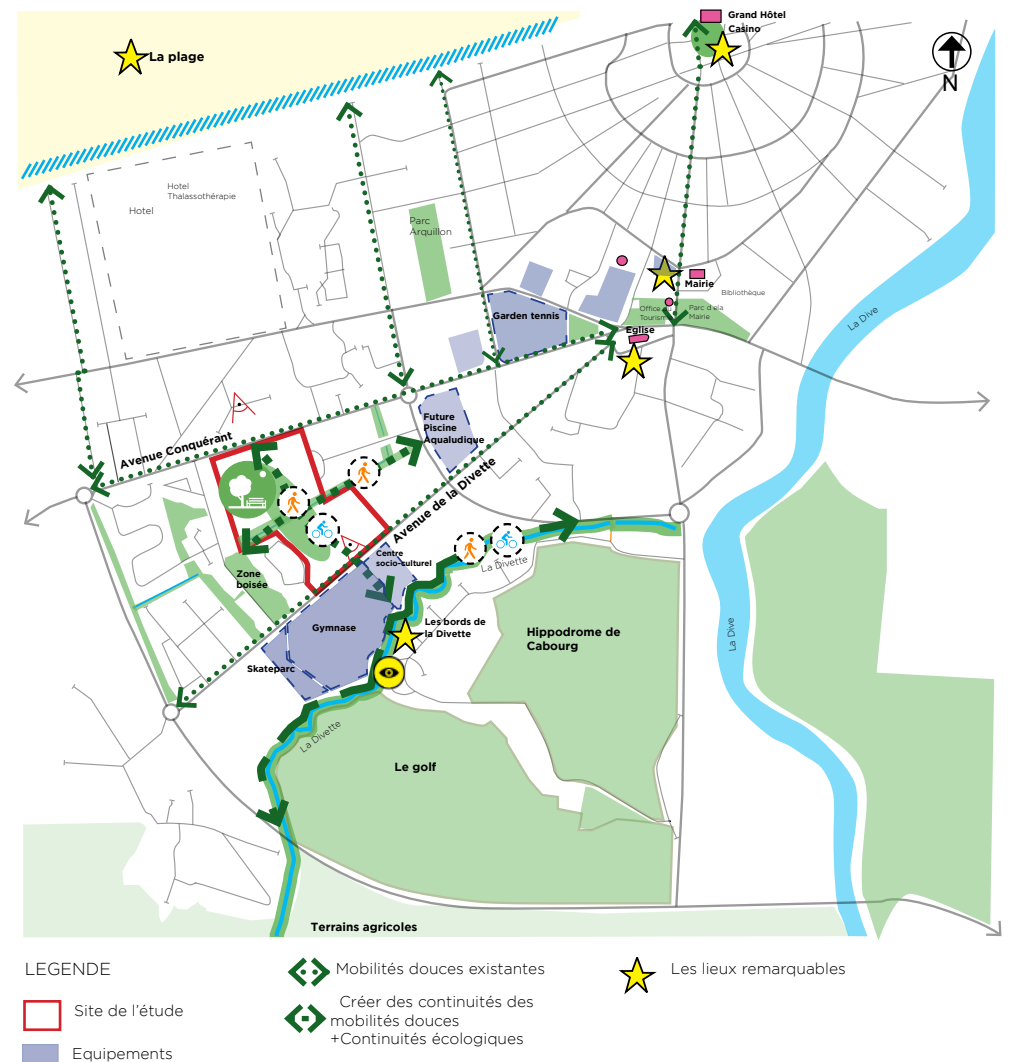 Grand Hôtel
Casino
La plage
N
Hotel
Thalassothérapie
Hotel
Parc
Arquillon
Mairie
Bibliothèque
La Dive
Garden tennis
Office du
Tourisme
Parc d ela
Mairie
Eglise
Future
Piscine
Aqualudique
Avenue Conquérant
Avenue de la Divette
Centre
socio-culturel
La Divette
Zone
boisée
Gymnase
Les bords de
la Divette
Hippodrome de
Cabourg
La Dive
Skateparc
La Divette
Le golf
Terrains agricoles
LEGENDE
Site de l'étude
Equipements
Mobilités douces existantes
Créer des continuités des
mobilités douces
+Continuités écologiques
Les lieux remarquables